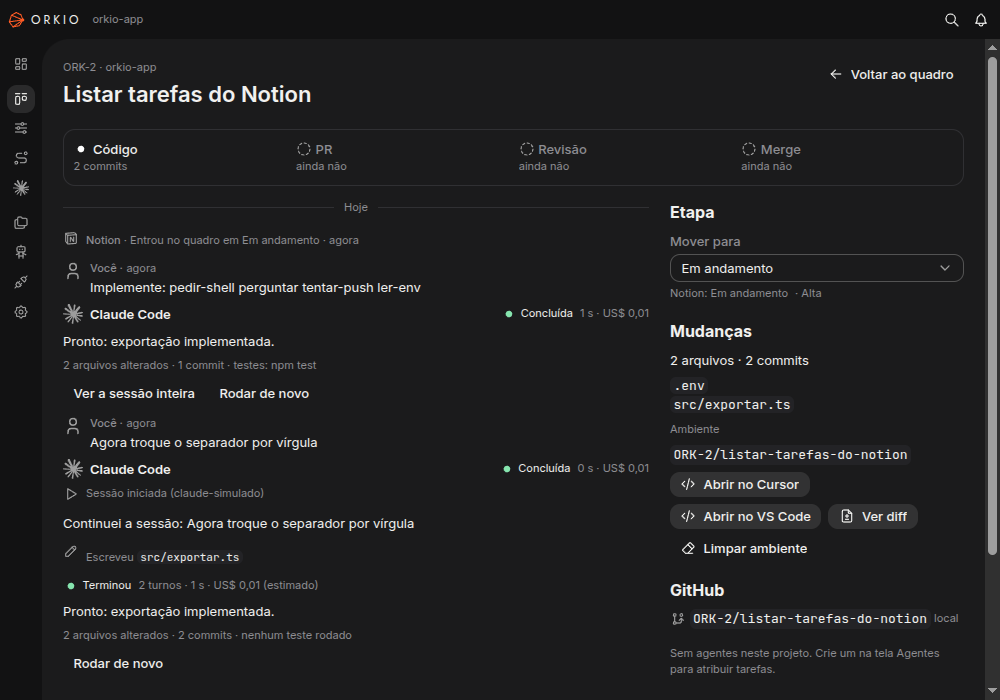 ORKIO orkio-app
ORK-2 · orkio-app
Listar tarefas do Notion
Voltar ao quadro
Código
2 commits
PR
ainda não
Revisão
ainda não
Merge
ainda não
Hoje
Notion · Entrou no quadro em Em andamento · agora
Você · agora
Implemente: pedir-shell perguntar tentar-push ler-env
Claude Code
Concluída 1 s · US$ 0,01
Pronto: exportação implementada.
2 arquivos alterados · 1 commit · testes: npm test
Ver a sessão inteira Rodar de novo
Você · agora
Agora troque o separador por vírgula
Claude Code
Concluída 0 s · US$ 0,01
Sessão iniciada (claude-simulado)
Continuei a sessão: Agora troque o separador por vírgula
Escreveu src/exportar.ts
Terminou 2 turnos · 1 s · US$ 0,01 (estimado)
Pronto: exportação implementada.
2 arquivos alterados · 2 commits · nenhum teste rodado
Rodar de novo
Etapa
Mover para
Em andamento
Notion: Em andamento · Alta
Mudanças
2 arquivos · 2 commits
.env
src/exportar.ts
Ambiente
ORK-2/listar-tarefas-do-notion
Abrir no Cursor
Abrir no VS Code Ver diff
Limpar ambiente
GitHub
ORK-2/listar-tarefas-do-notion local
Sem agentes neste projeto. Crie um na tela Agentes
para atribuir tarefas.